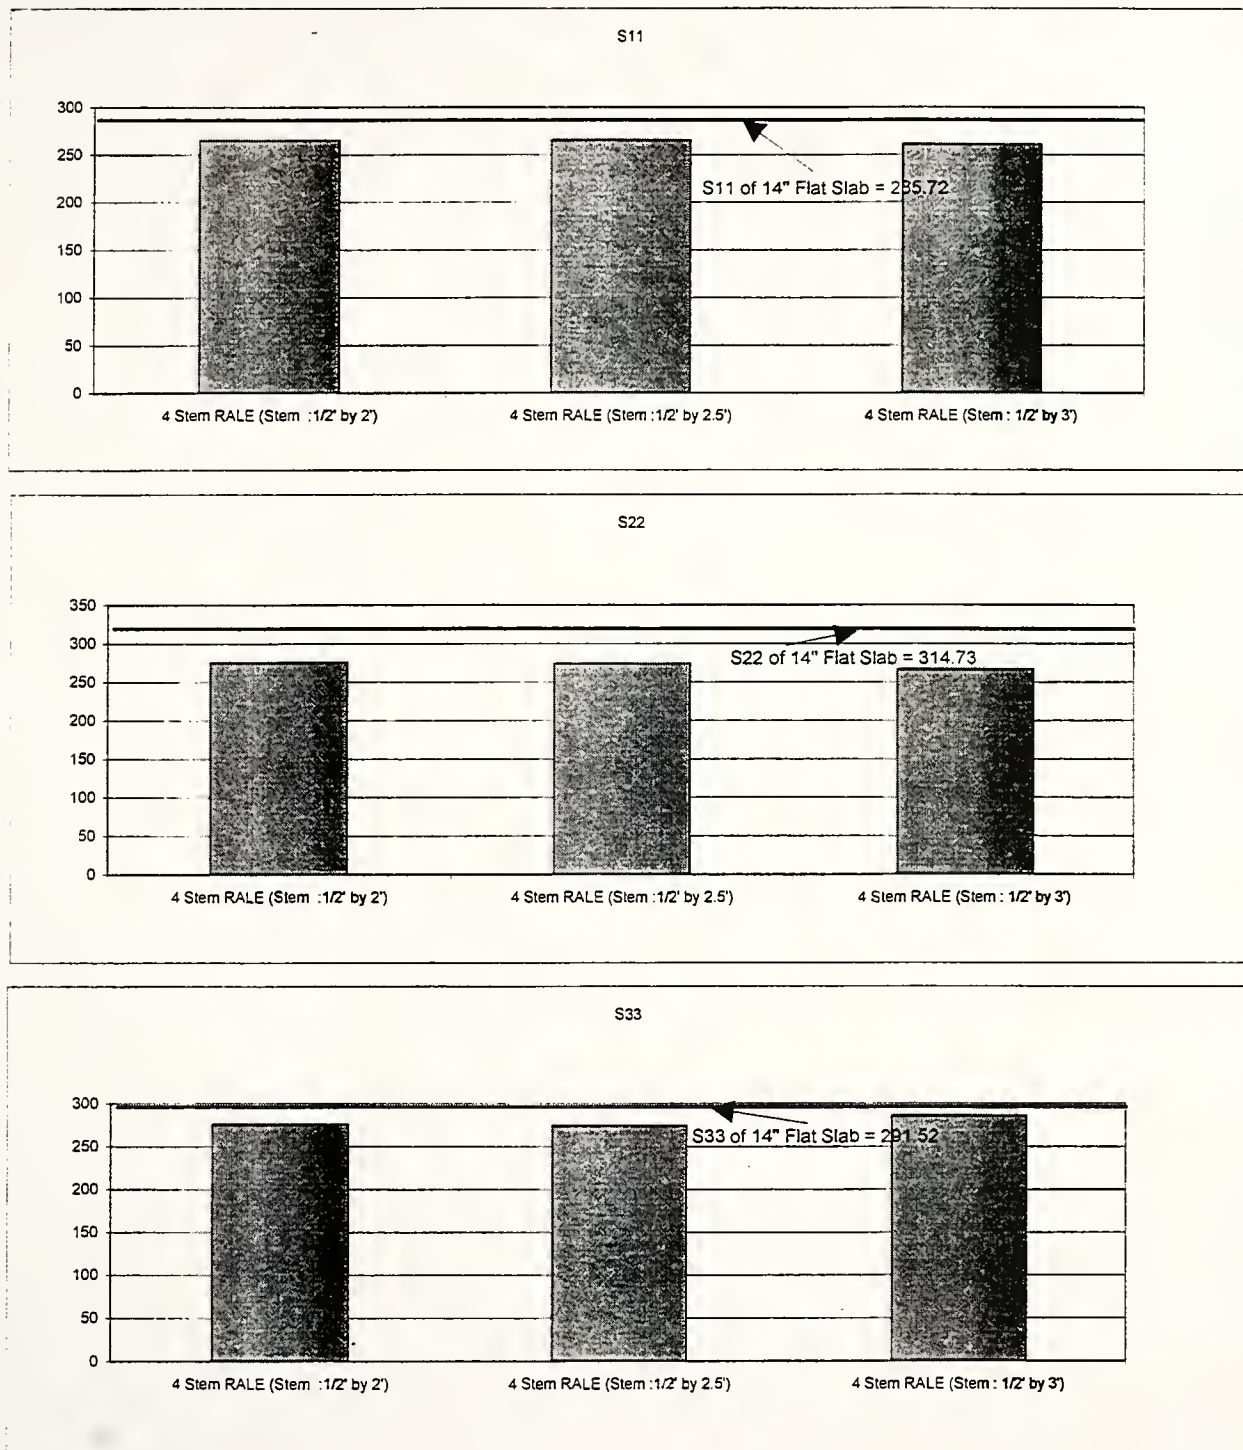 S11
300
250
200
150
100
50
0
S11 of 14" Flat Slab = 285.72
4 Stem RALE (Stem :1/2' by 2')
4 Stem RALE (Stem :1/2' by 2.5')
4 Stem RALE (Stem : 1/2' by 3')
S22
350
300
250
200
150
100
50
0
S22 of 14" Flat Slab = 314.73
4 Stem RALE (Stem :1/2' by 2')
4 Stem RALE (Stem :1/2' by 2.5')
4 Stem RALE (Stem : 1/2' by 3')
S33
300
250
200
150
100
50
0
S33 of 14" Flat Slab = 291.52
4 Stem RALE (Stem :1/2' by 2')
4 Stem RALE (Stem :1/2' by 2.5')
4 Stem RALE (Stem : 1/2' by 3')